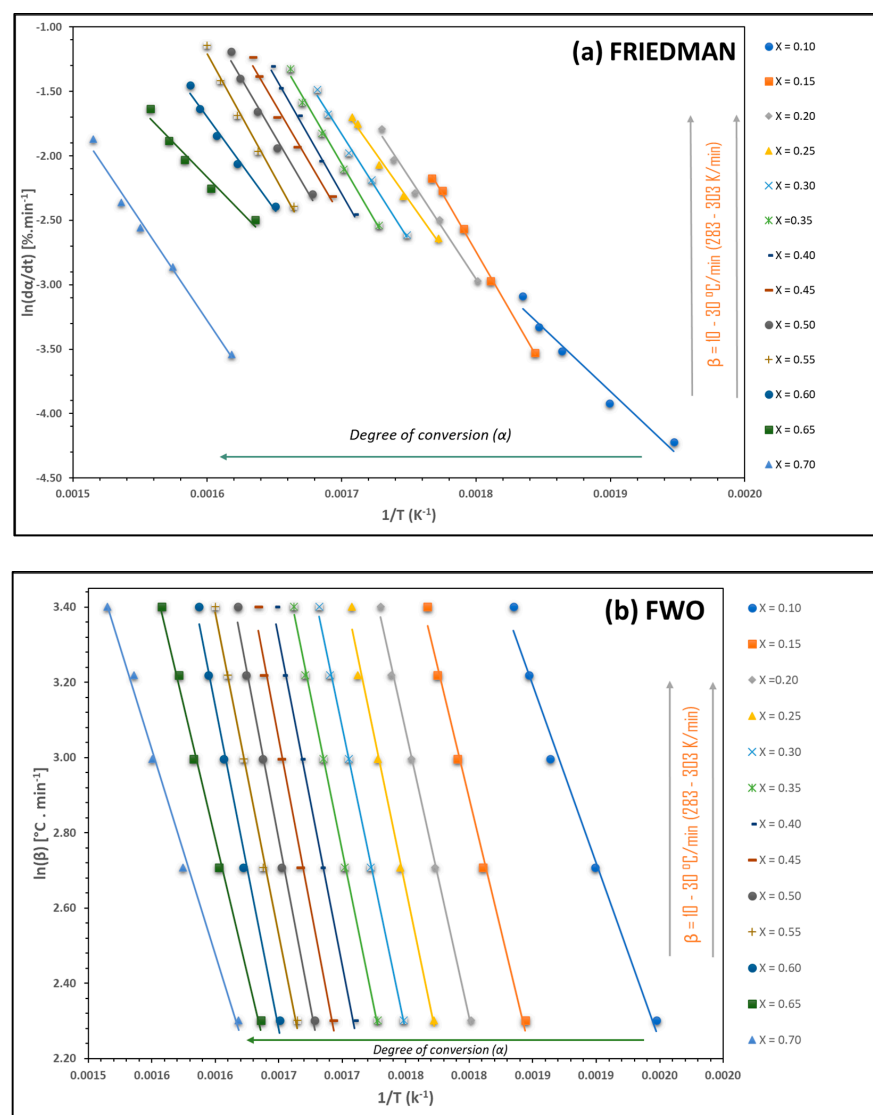 (a) FRIEDMAN
-1.00
-1.50
-2.00
-2.50
-3.00
-3.50
-4.00
-4.50
ln(dα/dt) [%.min-1]
0.0015 0.0016 0.0017 0.0018 0.0019 0.0020
1/T (K-1)
Degree of conversion (α)
β = 10 - 30 ºC/min (283 - 303 K/min)
X = 0.10
X = 0.15
X = 0.20
X = 0.25
X = 0.30
X =0.35
X = 0.40
X = 0.45
X = 0.50
X = 0.55
X = 0.60
X = 0.65
X = 0.70
(b) FWO
3.40
3.20
3.00
2.80
2.60
2.40
2.20
ln(β) [°C . min-1]
0.0015 0.0016 0.0016 0.0017 0.0017 0.0018 0.0018 0.0019 0.0019 0.0020 0.0020
1/T (k-1)
Degree of conversion (α)
β = 10 - 30 ºC/min (283 - 303 K/min)
X = 0.10
X = 0.15
X =0.20
X = 0.25
X = 0.30
X = 0.35
X = 0.40
X = 0.45
X = 0.50
X = 0.55
X = 0.60
X = 0.65
X = 0.70